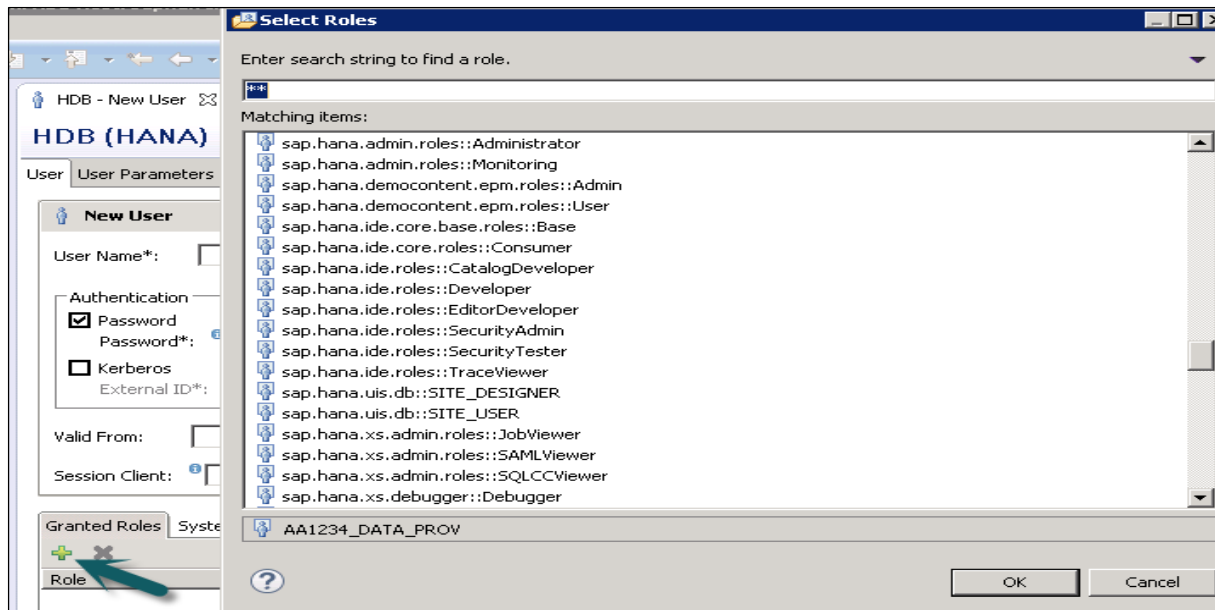 Select Roles
Enter search string to find a role.
**
Matching items:
sap.hana.admin.roles::Administrator
sap.hana.admin.roles::Monitoring
sap.hana.democontent.epm.roles::Admin
sap.hana.democontent.epm.roles::User
sap.hana.ide.core.base.roles::Base
sap.hana.ide.core.roles::Consumer
sap.hana.ide.roles::CatalogDeveloper
sap.hana.ide.roles::Developer
sap.hana.ide.roles::EditorDeveloper
sap.hana.ide.roles::SecurityAdmin
sap.hana.ide.roles::SecurityTester
sap.hana.ide.roles::TraceViewer
sap.hana.uis.db::SITE_DESIGNER
sap.hana.uis.db::SITE_USER
sap.hana.xs.admin.roles::JobViewer
sap.hana.xs.admin.roles::SAMLViewer
sap.hana.xs.admin.roles::SQLCCViewer
sap.hana.xs.debugger::Debugger
AA1234_DATA_PROV
OK Cancel
HDB - New User
HDB (HANA)
User User Parameters
New User
User Name*:
Authentication
Password
Password*:
Kerberos
External ID*:
Valid From:
Session Client:
Granted Roles Syste
Role